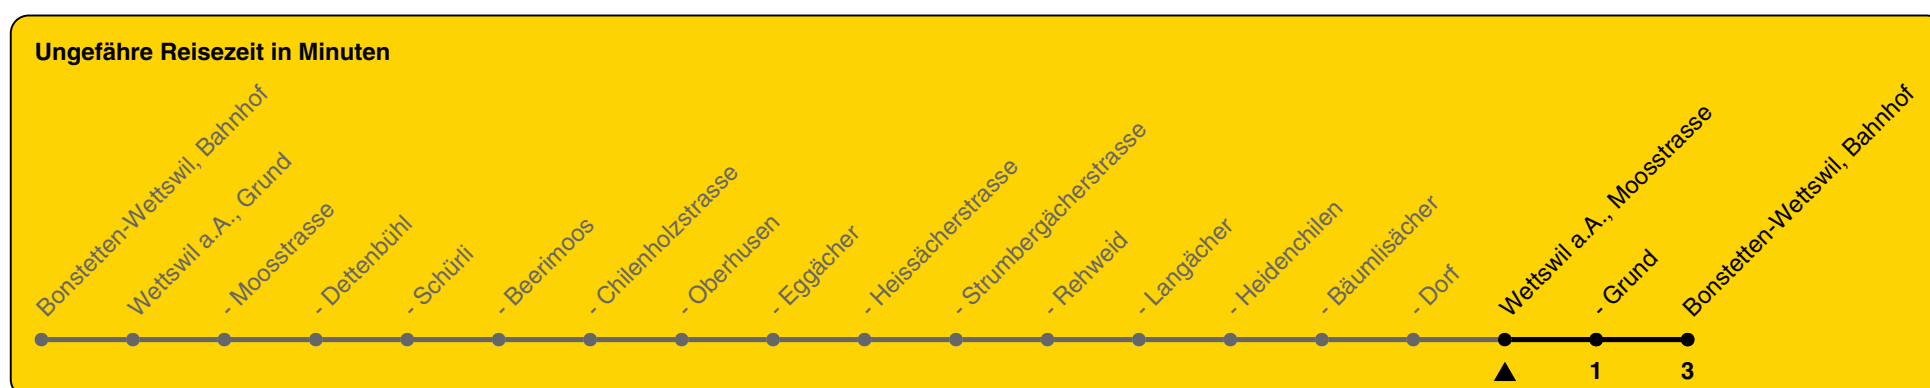 Ungefähre Reisezeit in Minuten
Bonstetten-Wettswil, Bahnhof
Wettswil a.A., Grund
- Moosstrasse
- Dettenbühl
- Schürli
- Beerimoos
- Chilenholzstrasse
- Oberhusen
- Eggächer
- Heissächerstrasse
- Strumbergächerstrasse
- Rehweid
- Langächer
- Heidenchilen
- Bäumlisächer
- Dorf
Wettswil a.A., Moosstrasse
- Grund
Bonstetten-Wettswil, Bahnhof
1 3